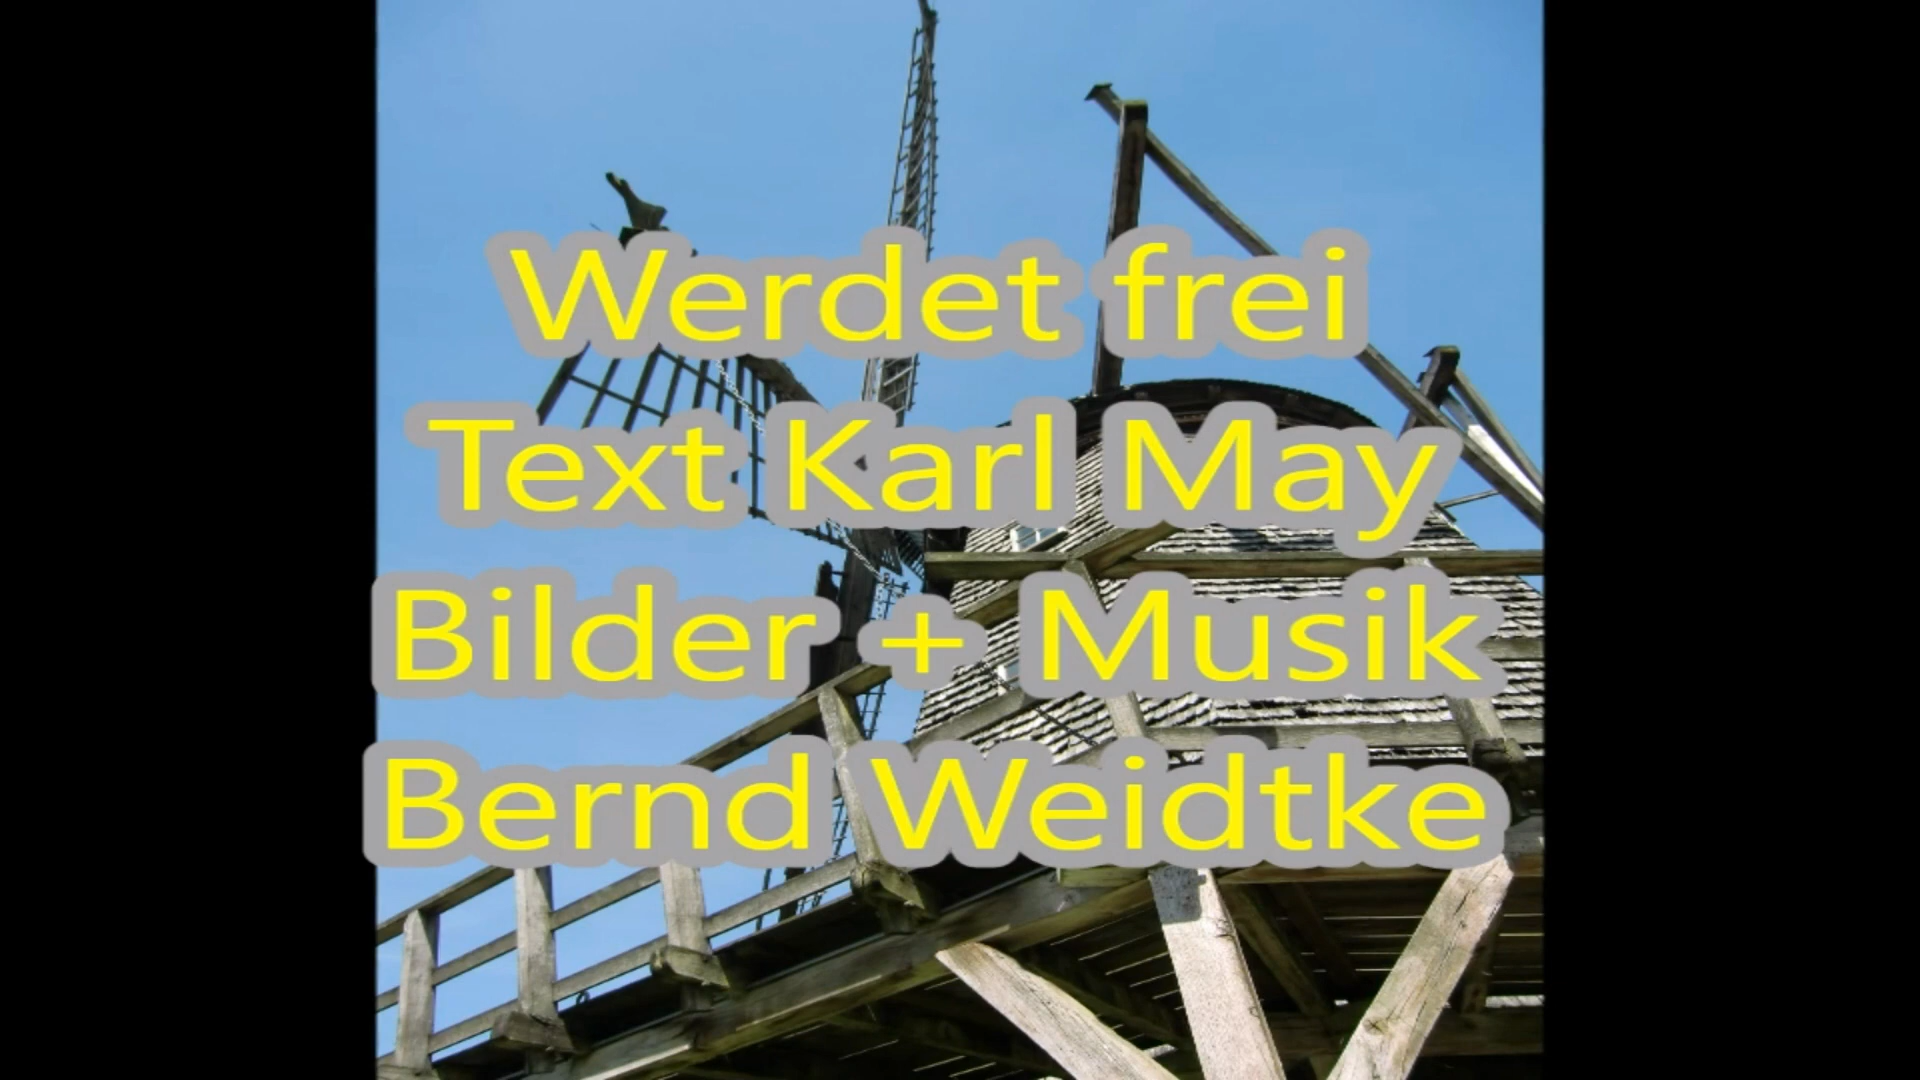 Werdet frei
Text Karl May
Bilder + Musik
Bernd Weidtke